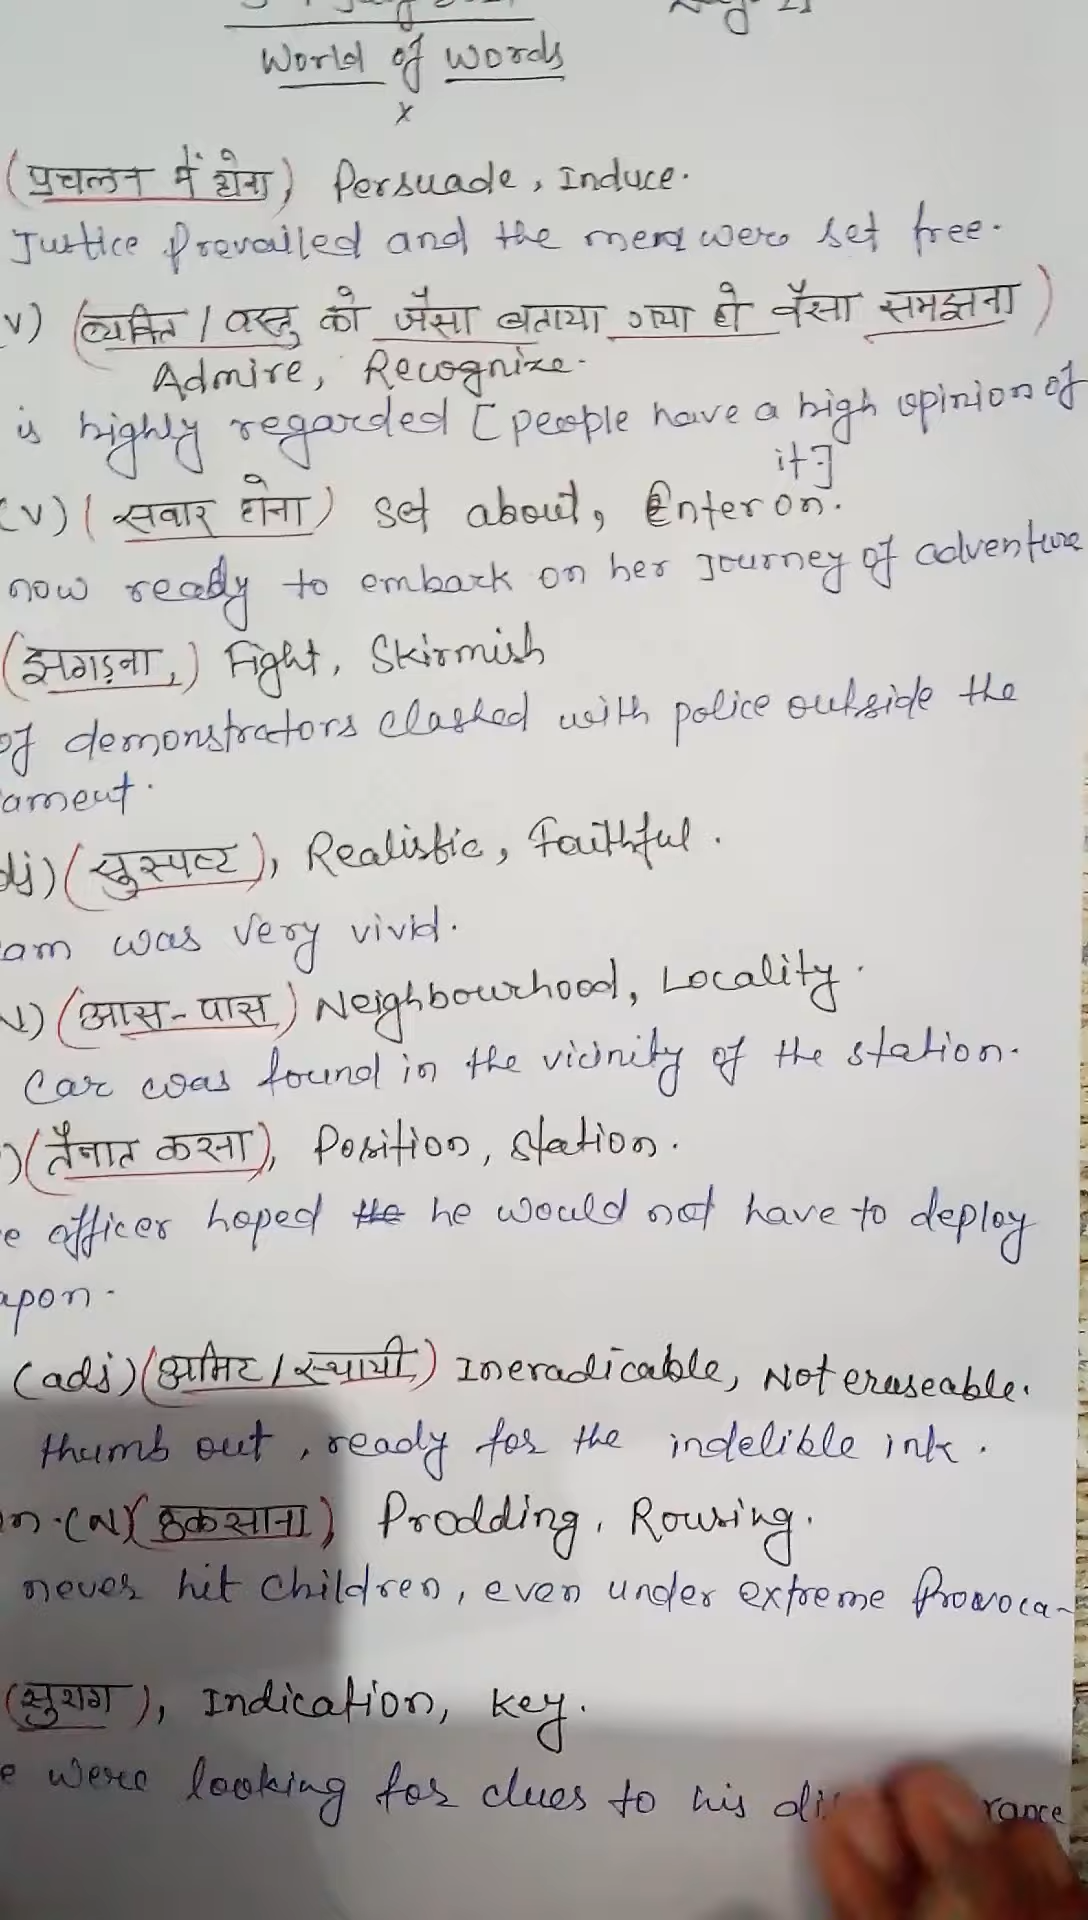 World of Words
x
(प्रचलन में होना) Persuade, Induce.
Justice Prevailed and the men were set free.
v) (व्यक्ति / वस्तु को जैसा बताया गया हो वैसा समझना)
Admire, Recognize.
is highly regarded [people have a high opinion of
it.]
(v) (सवार होना) set about, Enter on.
now ready to embark on her Journey of adventure
(झगड़ना,) Fight, Skirmish
of demonstrators clashed with police outside the
ament.
dj) (सुस्पष्ट), Realistic, Faithful.
eam was very vivid.
N) (आस-पास) Neighbourhood, Locality.
Car was found in the vicinity of the station.
) (तैनात करना), Position, Station.
e officer hoped the he would not have to deploy
apon.
(adj) (अमिट / स्थायी) Ineradicable, Not eraseable.
thumb out, ready for the indelible ink.
on. (N) (उकसाना), Prodding, Rousing.
never hit children, even under extreme Provoca-
(सुराग), Indication, key.
e were looking for clues to his di rance